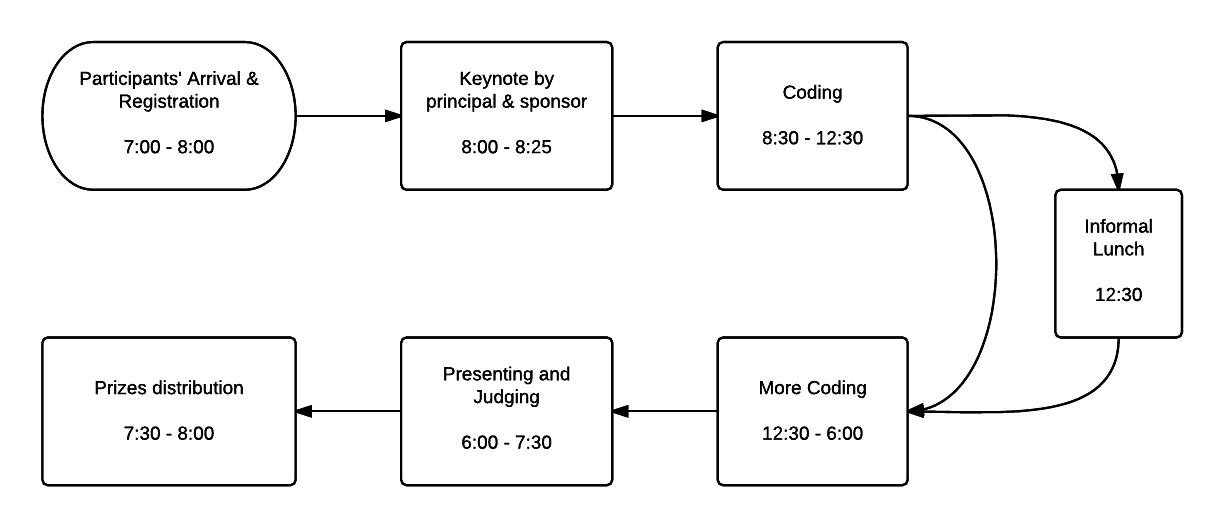 Participants' Arrival &
Registration
7:00 - 8:00
Keynote by
principal & sponsor
8:00 - 8:25
Coding
8:30 - 12:30
Informal
Lunch
12:30
More Coding
12:30 - 6:00
Presenting and
Judging
6:00 - 7:30
Prizes distribution
7:30 - 8:00